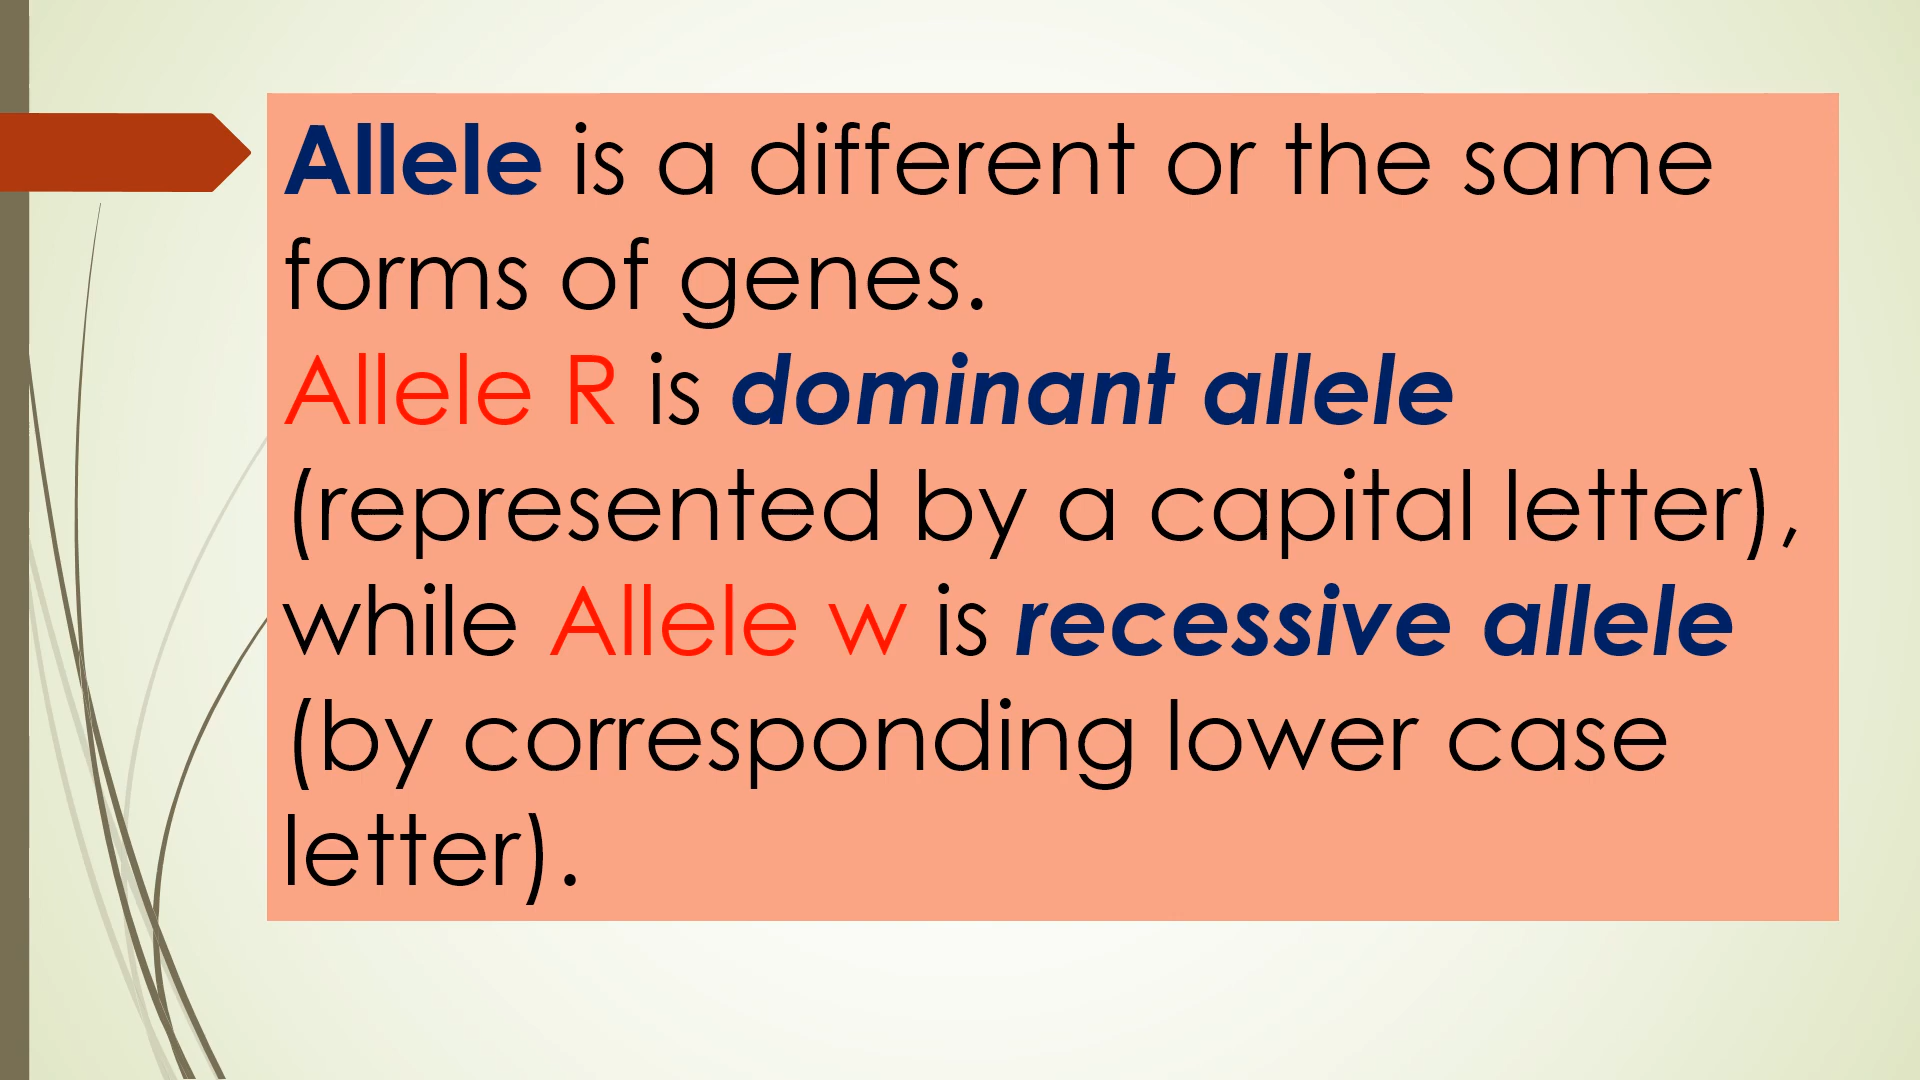 Allele is a different or the same
forms of genes.
Allele R is dominant allele
(represented by a capital letter),
while Allele w is recessive allele
(by corresponding lower case
letter).